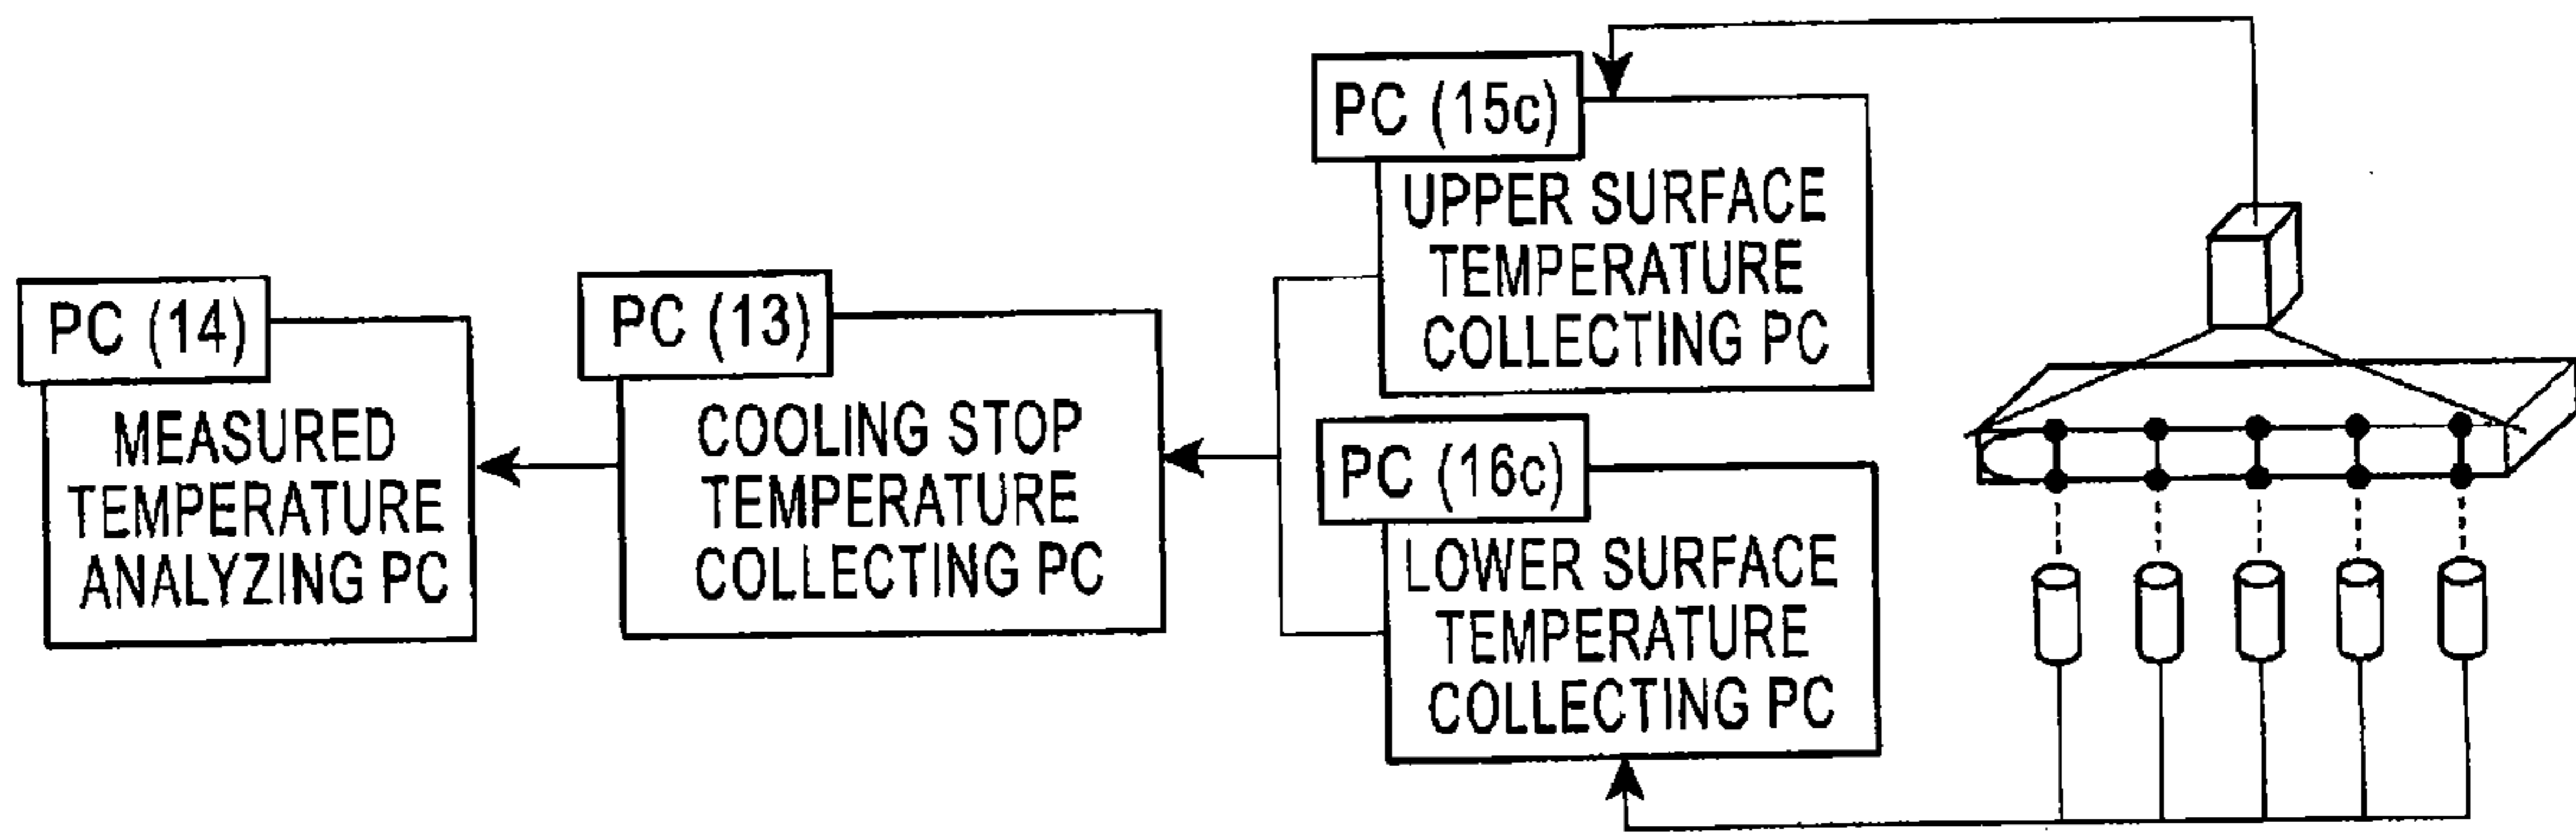 PC (14)
MEASURED
TEMPERATURE
ANALYZING PC
PC (13)
COOLING STOP
TEMPERATURE
COLLECTING PC
PC (15c)
UPPER SURFACE
TEMPERATURE
COLLECTING PC
PC (16c)
LOWER SURFACE
TEMPERATURE
COLLECTING PC